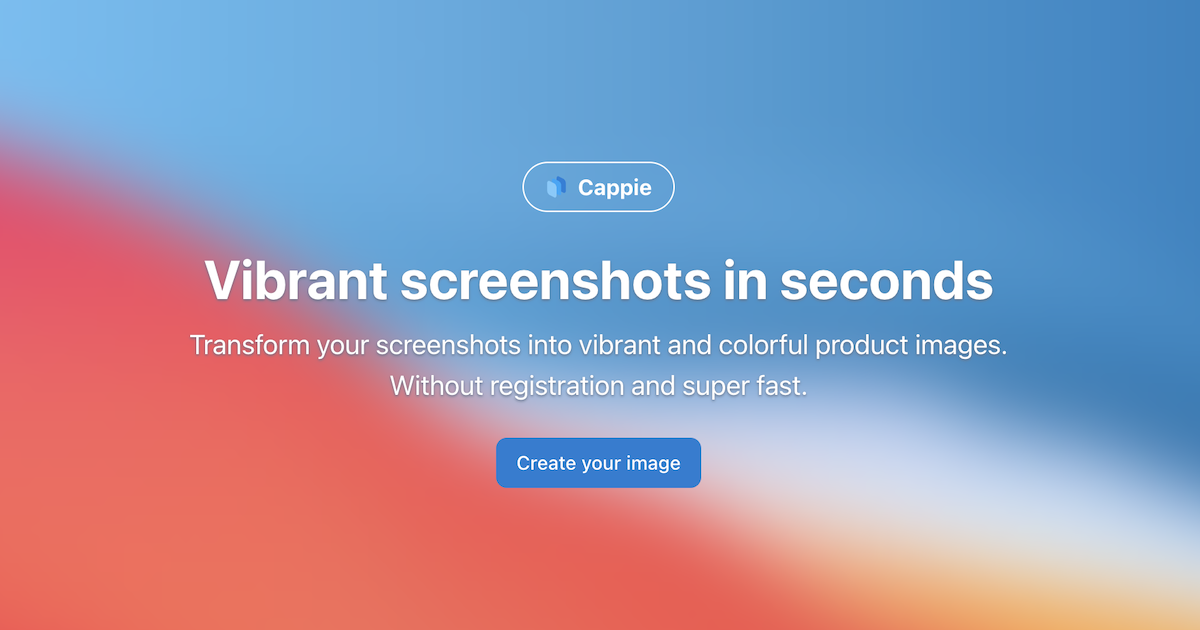 Cappie
Vibrant screenshots in seconds
Transform your screenshots into vibrant and colorful product images.
Without registration and super fast.
Create your image